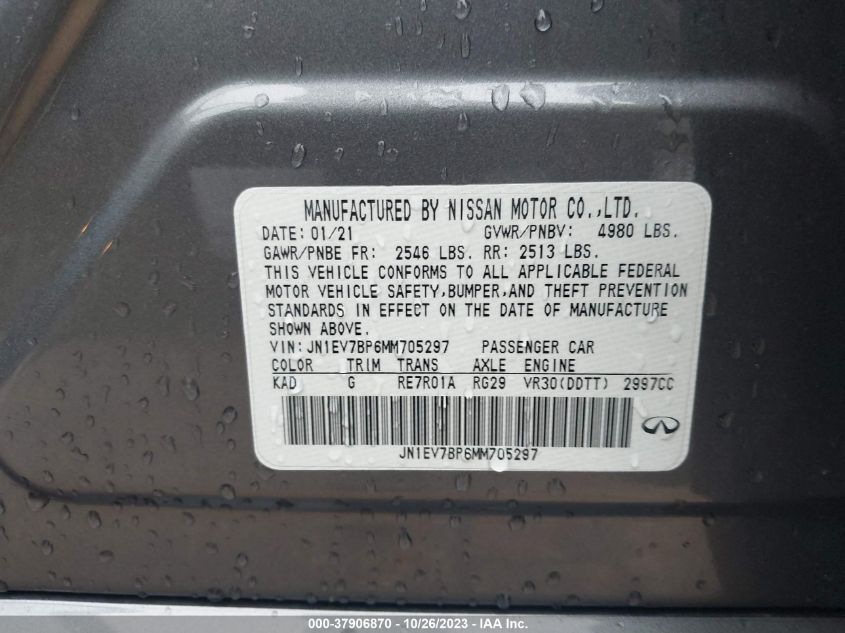 MANUFACTURED BY NISSAN MOTOR CO.,LTD.
DATE: 01/21 GVWR/PNBV: 4980 LBS.
GAWR/PNBE FR: 2546 LBS. RR: 2513 LBS.
THIS VEHICLE CONFORMS TO ALL APPLICABLE FEDERAL
MOTOR VEHICLE SAFETY,BUMPER,AND THEFT PREVENTION
STANDARDS IN EFFECT ON THE DATE OF MANUFACTURE
SHOWN ABOVE.
VIN:JN1EV7BP6MM705297 PASSENGER CAR
COLOR TRIM TRANS AXLE ENGINE
KAD G RE7R01A RG29 VR30(DDTT) 2997CC
JN1EV7BP6MM705297
000-37906870 - 10/26/2023 - IAA Inc.